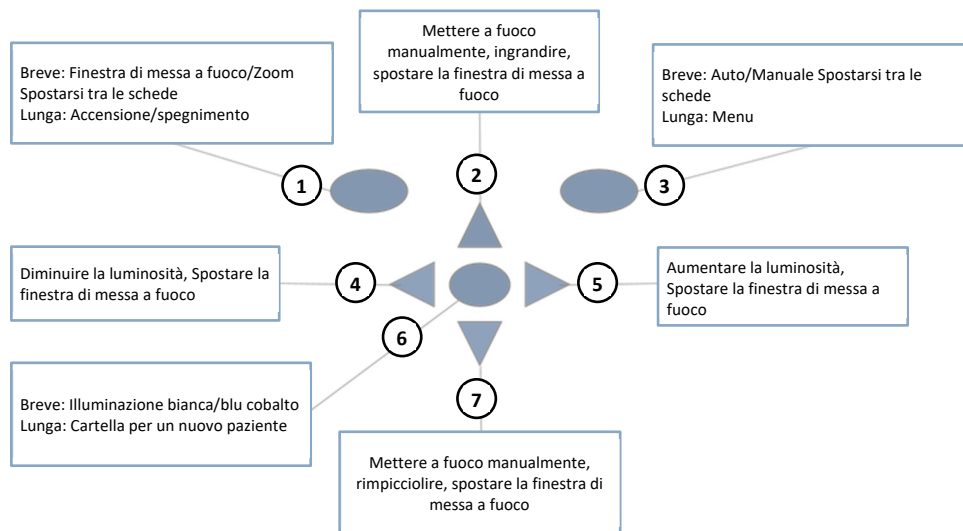 Mettere a fuoco
manualmente, ingrandire,
spostare la finestra di messa a
fuoco
Breve: Finestra di messa a fuoco/Zoom
Spostarsi tra le schede
Lunga: Accensione/spegnimento
Breve: Auto/Manuale Spostarsi tra le
schede
Lunga: Menu
1
2
3
Diminuire la luminosità, Spostare la
finestra di messa a fuoco
4
5
Aumentare la luminosità,
Spostare la finestra di messa a
fuoco
6
Breve: Illuminazione bianca/blu cobalto
Lunga: Cartella per un nuovo paziente
7
Mettere a fuoco manualmente,
rimpicciolire, spostare la finestra di
messa a fuoco